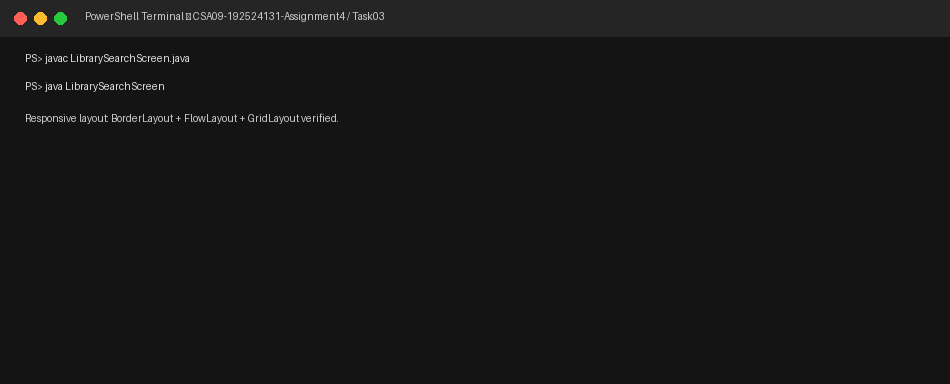 PowerShell Terminal □ CSA09-192524131-Assignment4 / Task03
PS> javac LibrarySearchScreen.java
PS> java LibrarySearchScreen
Responsive layout: BorderLayout + FlowLayout + GridLayout verified.